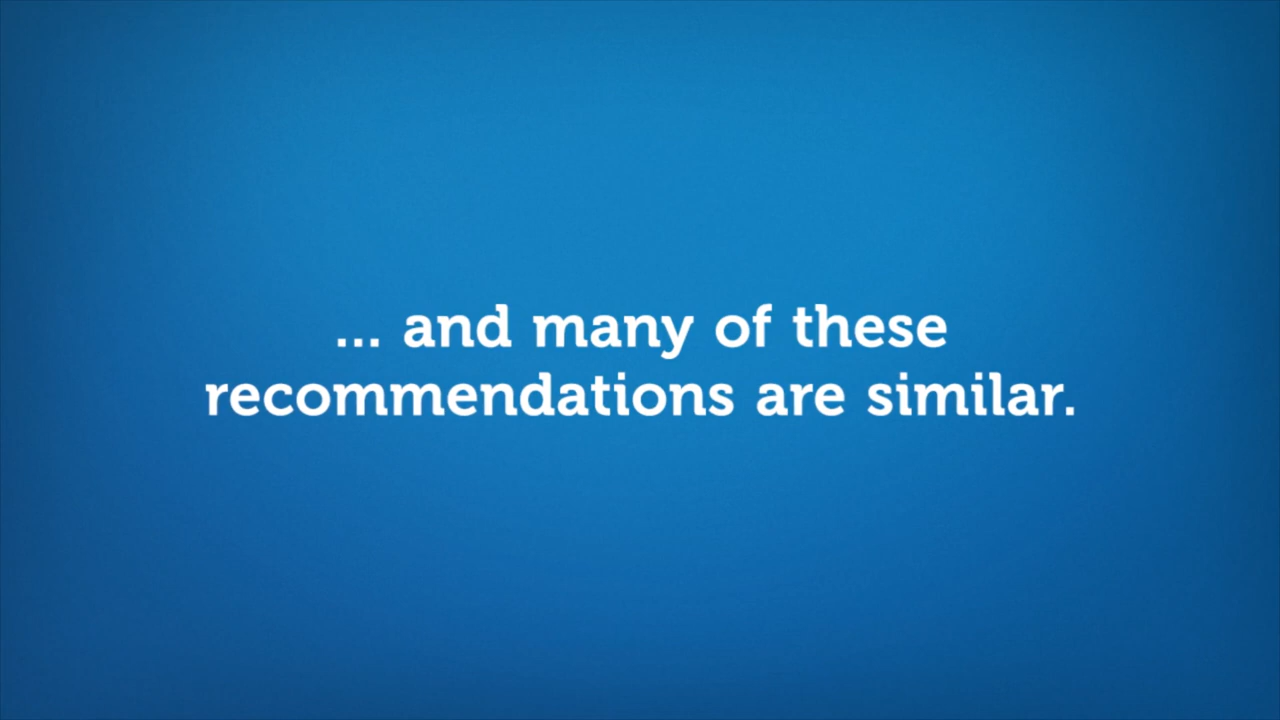 ... and many of these
recommendations are similar.